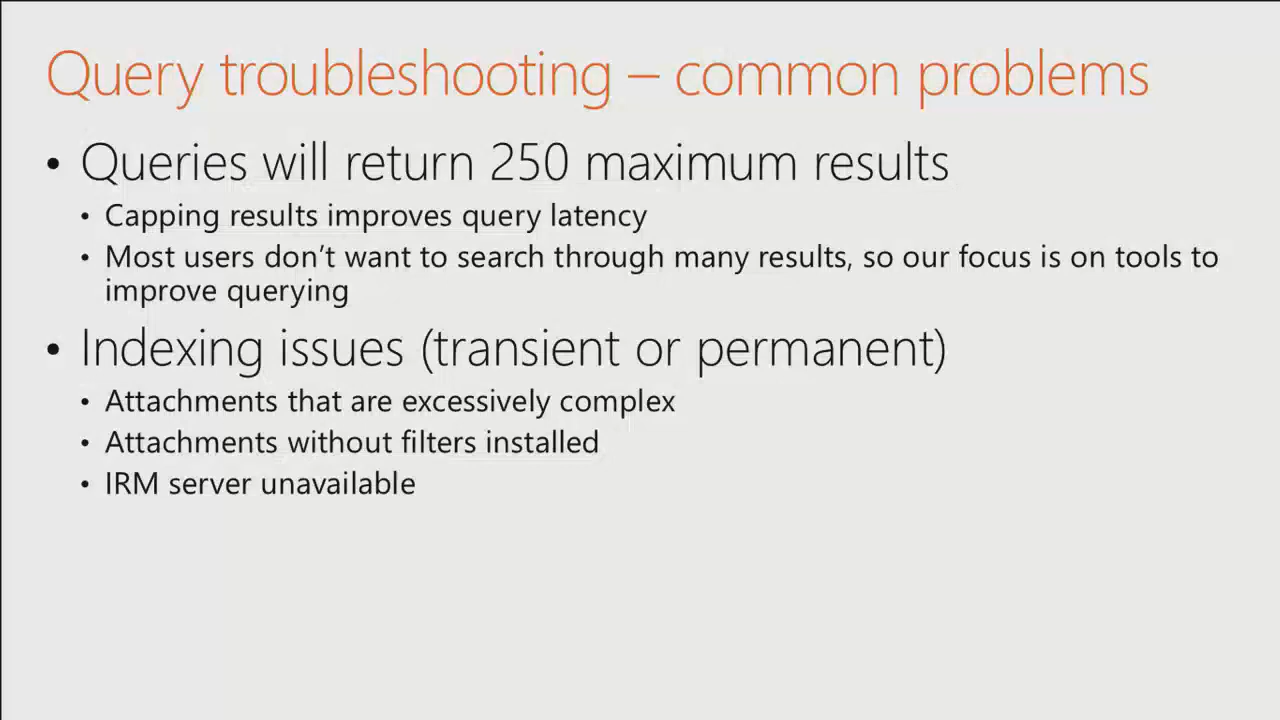 Query troubleshooting – common problems
• Queries will return 250 maximum results
• Capping results improves query latency
• Most users don’t want to search through many results, so our focus is on tools to
improve querying
• Indexing issues (transient or permanent)
• Attachments that are excessively complex
• Attachments without filters installed
• IRM server unavailable